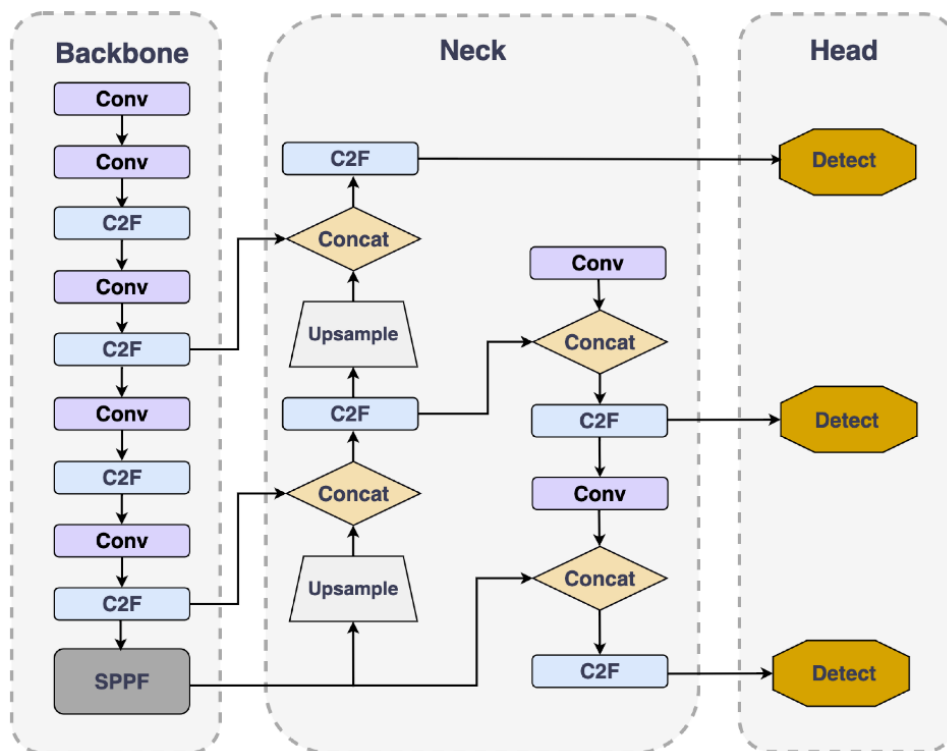 Backbone
Conv
Conv
C2F
Conv
C2F
Conv
C2F
Conv
C2F
SPPF
Neck
C2F
Concat
Upsample
C2F
Concat
Upsample
Conv
Concat
C2F
Conv
Concat
C2F
Head
Detect
Detect
Detect